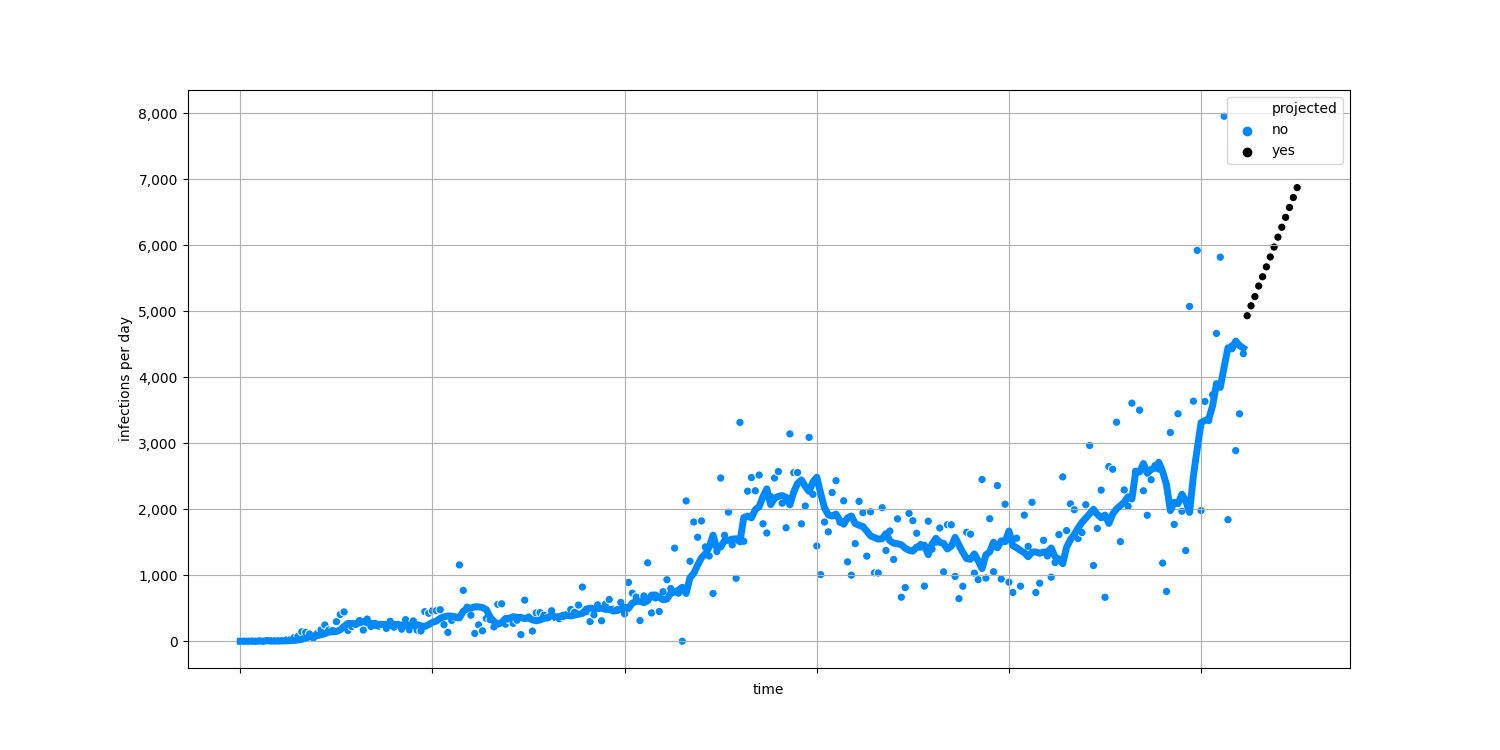 8,000
7,000
6,000
5,000
4,000
3,000
2,000
1,000
0
infections per day
time
projected
no
yes